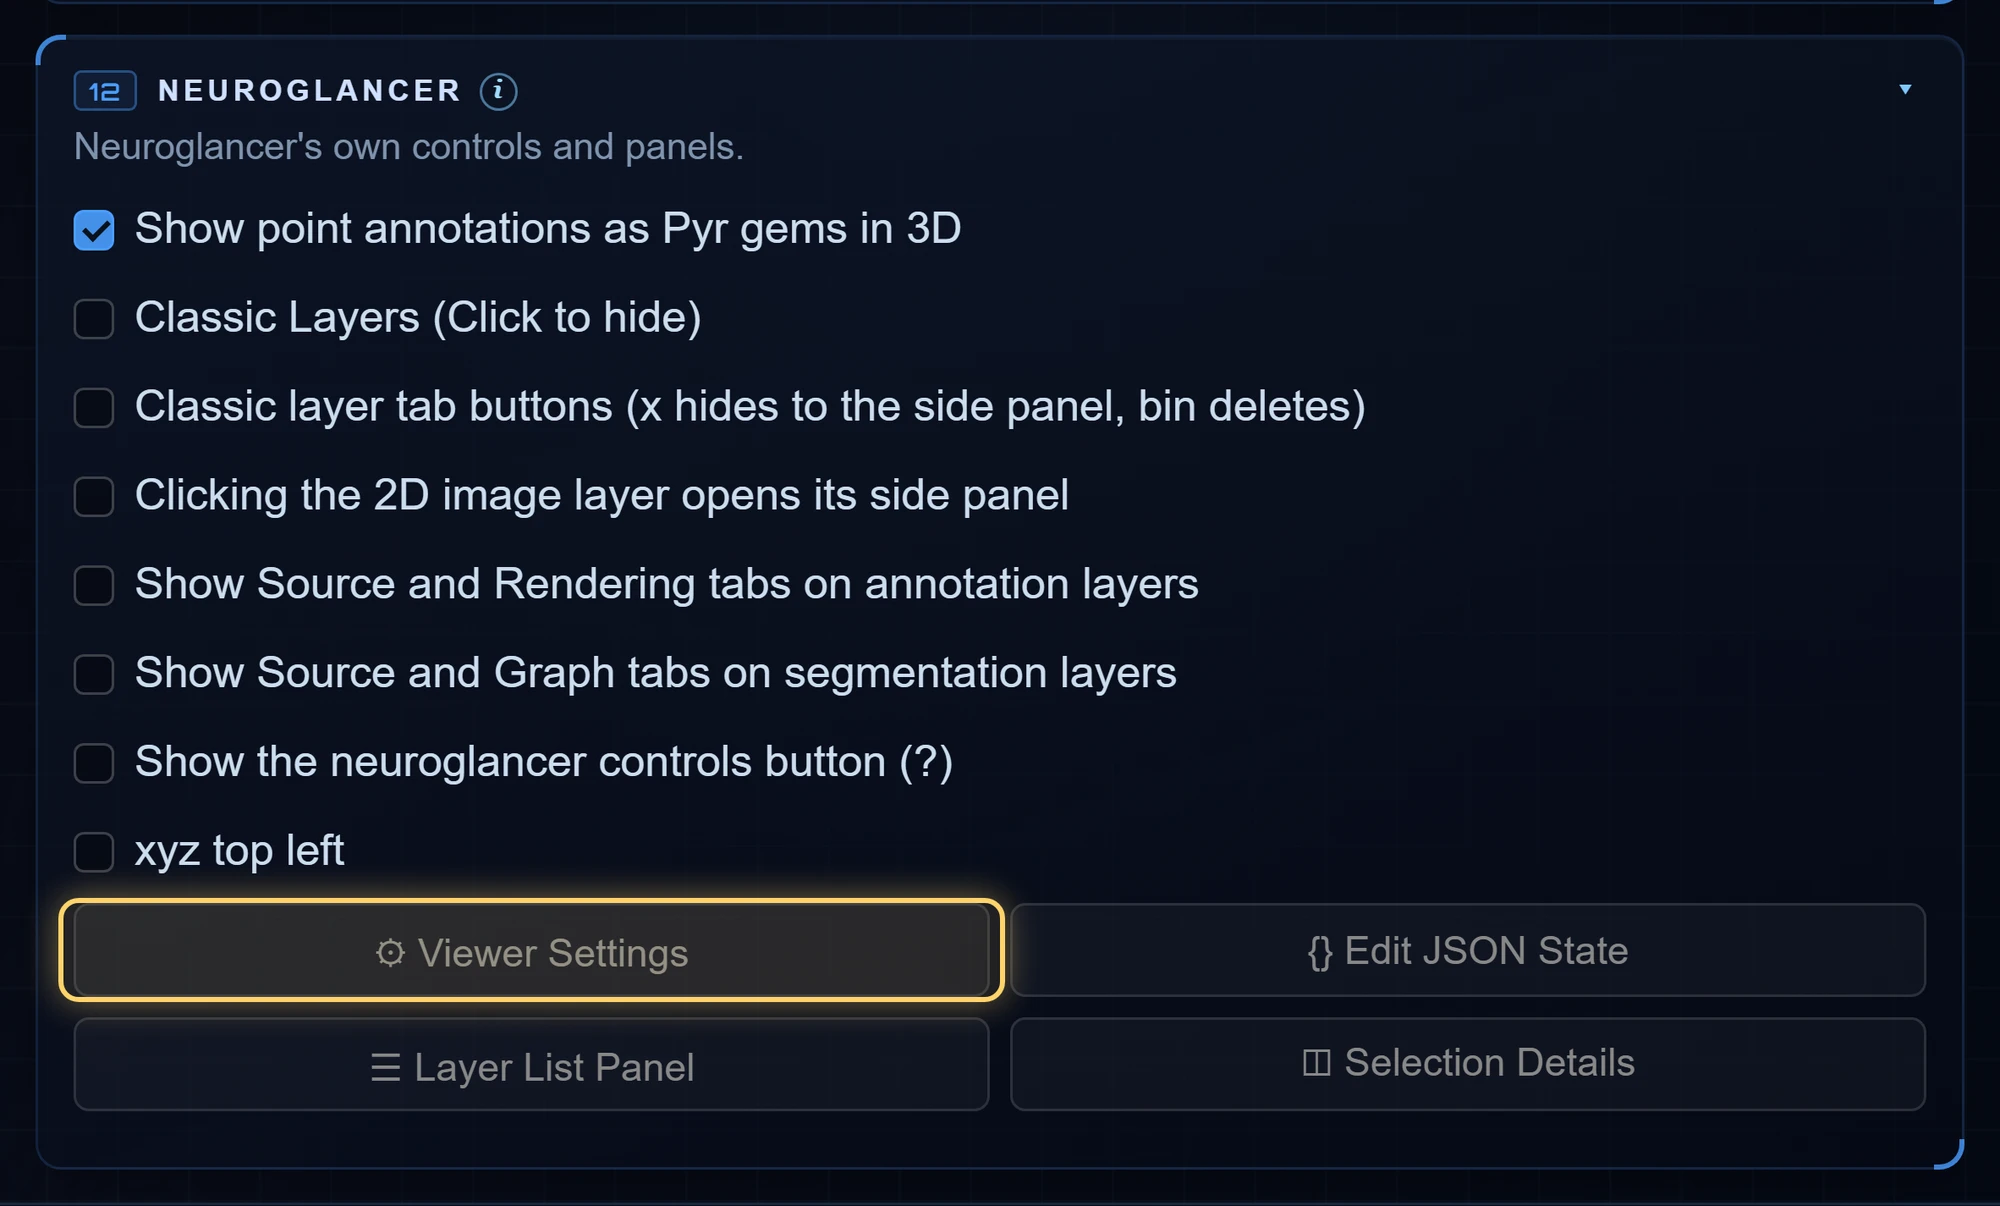 12 NEUROGLANCER i
Neuroglancer's own controls and panels.
Show point annotations as Pyr gems in 3D
Classic Layers (Click to hide)
Classic layer tab buttons (x hides to the side panel, bin deletes)
Clicking the 2D image layer opens its side panel
Show Source and Rendering tabs on annotation layers
Show Source and Graph tabs on segmentation layers
Show the neuroglancer controls button (?)
xyz top left
Viewer Settings
{} Edit JSON State
Layer List Panel
Selection Details